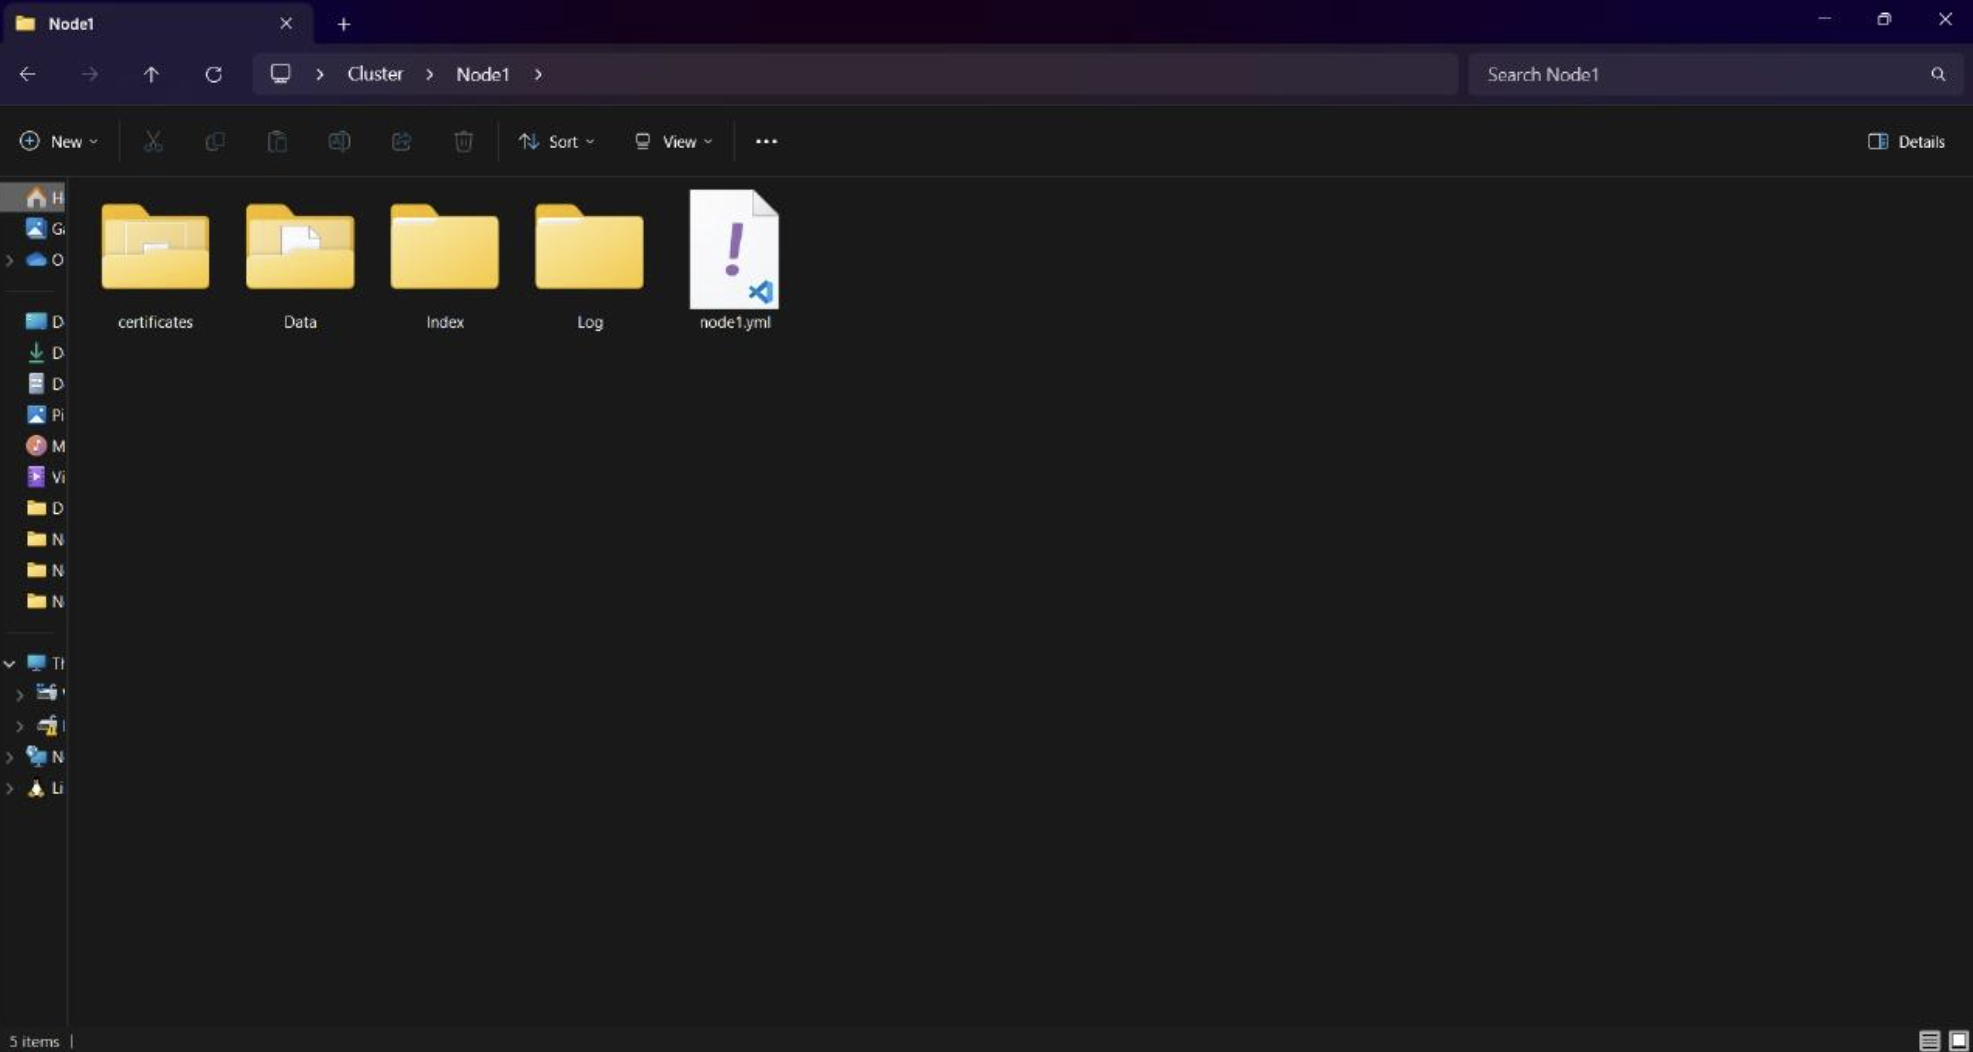 Node1
Cluster
Node1
Search Node1
New
Sort
View
Details
H
G
O
certificates
Data
Index
Log
node1.yml
D
D
D
Pi
M
Vi
D
N
N
N
Th
N
Li
5 items